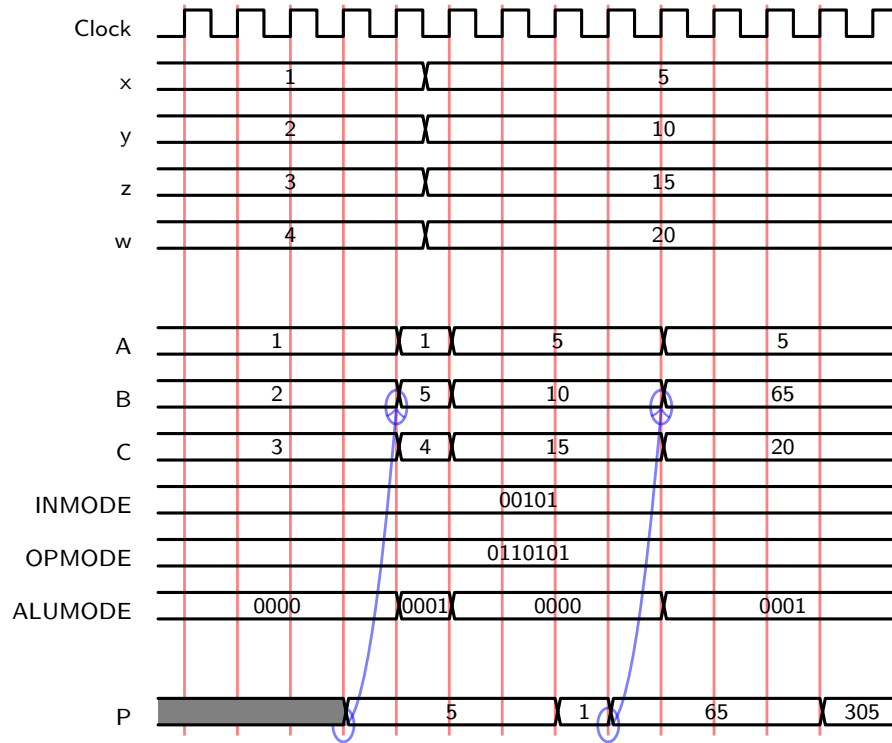 Clock
x 1 5
y 2 10
z 3 15
w 4 20
A 1 1 5 5
B 2 5 10 65
C 3 4 15 20
INMODE 00101
OPMODE 0110101
ALUMODE 0000 0001 0000 0001
P 5 1 65 305